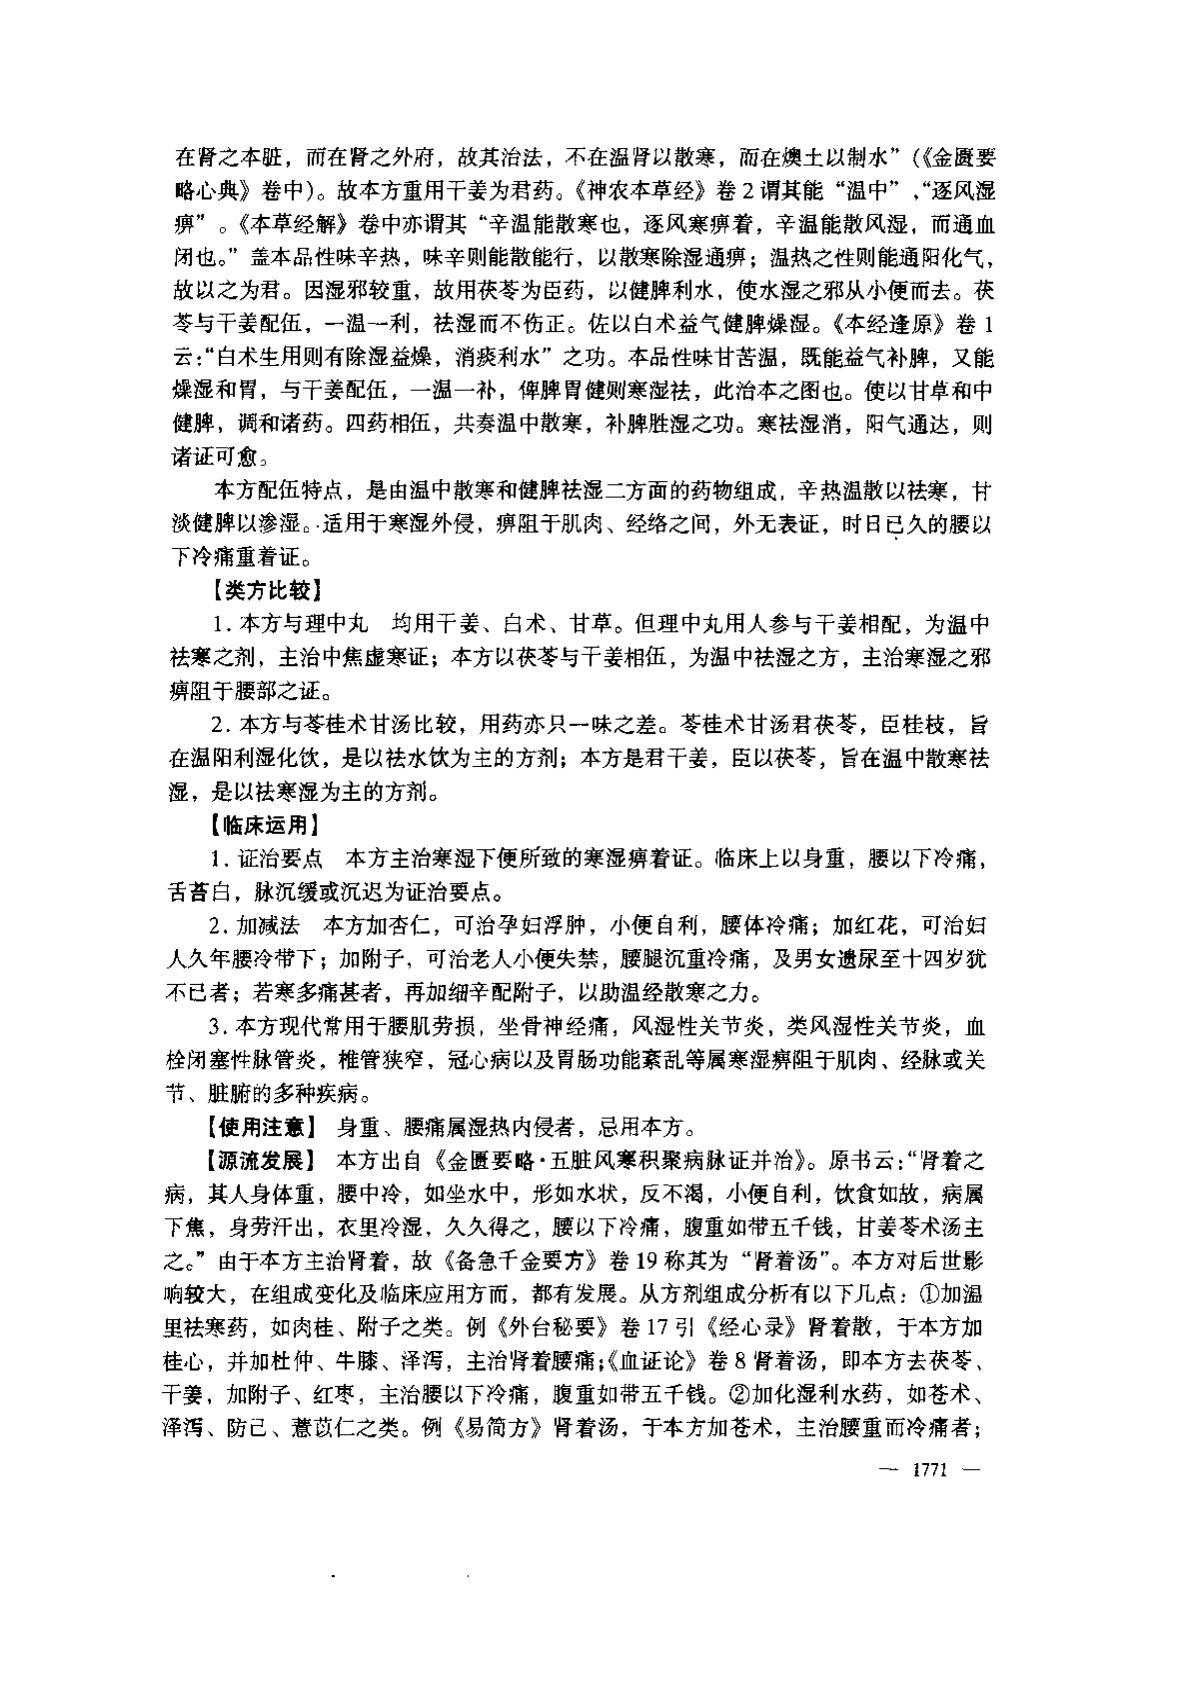 在肾之本脏，而在肾之外府，故其治法，不在温肾以散寒，而在燠土以制水”（《金匮要
略心典》卷中）。故本方重用干姜为君药。《神农本草经》卷2谓其能“温中”，“逐风湿
痹”。《本草经解》卷中亦谓其“辛温能散寒也，逐风寒痹着，辛温能散风湿，而通血
闭也。”盖本品性味辛热，味辛则能散能行，以散寒除湿通痹；温热之性则能通阳化气，
故以之为君。因湿邪较重，故用茯苓为臣药，以健脾利水，使水湿之邪从小便而去。茯
苓与干姜配伍，一温一利，祛湿而不伤正。佐以白术益气健脾燥湿。《本经逢原》卷1
云：“白术生用则有除湿益燥，消痰利水”之功。本品性味甘苦温，既能益气补脾，又能
燥湿和胃，与干姜配伍，一温一补，俾脾胃健则寒湿祛，此治本之图也。使以甘草和中
健脾，调和诸药。四药相伍，共奏温中散寒，补脾胜湿之功。寒祛湿消，阳气通达，则
诸证可愈。
本方配伍特点，是由温中散寒和健脾祛湿二方面的药物组成，辛热温散以祛寒，甘
淡健脾以渗湿。适用于寒湿外侵，痹阻于肌肉、经络之间，外无表证，时日已久的腰以
下冷痛重着证。
【类方比较】
1．本方与理中丸　均用干姜、白术、甘草。但理中丸用人参与干姜相配，为温中
祛寒之剂，主治中焦虚寒证；本方以茯苓与干姜相伍，为温中祛湿之方，主治寒湿之邪
痹阻于腰部之证。
2．本方与苓桂术甘汤比较，用药亦只一味之差。苓桂术甘汤君茯苓，臣桂枝，旨
在温阳利湿化饮，是以祛水饮为主的方剂；本方是君干姜，臣以茯苓，旨在温中散寒祛
湿，是以祛寒湿为主的方剂。
【临床运用】
1．证治要点　本方主治寒湿下便所致的寒湿痹着证。临床上以身重，腰以下冷痛，
舌苔白，脉沉缓或沉迟为证治要点。
2．加减法　本方加杏仁，可治孕妇浮肿，小便自利，腰体冷痛；加红花，可治妇
人久年腰冷带下；加附子，可治老人小便失禁，腰腿沉重冷痛，及男女遗尿至十四岁犹
不已者；若寒多痛甚者，再加细辛配附子，以助温经散寒之力。
3．本方现代常用于腰肌劳损，坐骨神经痛，风湿性关节炎，类风湿性关节炎，血
栓闭塞性脉管炎，椎管狭窄，冠心病以及胃肠功能紊乱等属寒湿痹阻于肌肉、经脉或关
节、脏腑的多种疾病。
【使用注意】　身重、腰痛属湿热内侵者，忌用本方。
【源流发展】　本方出自《金匮要略·五脏风寒积聚病脉证并治》。原书云：“肾着之
病，其人身体重，腰中冷，如坐水中，形如水状，反不渴，小便自利，饮食如故，病属
下焦，身劳汗出，衣里冷湿，久久得之，腰以下冷痛，腹重如带五千钱，甘姜苓术汤主
之。”由于本方主治肾着，故《备急千金要方》卷19称其为“肾着汤”。本方对后世影
响较大，在组成变化及临床应用方而，都有发展。从方剂组成分析有以下几点：①加温
里祛寒药，如肉桂、附子之类。例《外台秘要》卷17引《经心录》肾着散，于本方加
桂心，并加杜仲、牛膝、泽泻，主治肾着腰痛；《血证论》卷8肾着汤，即本方去茯苓、
干姜，加附子、红枣，主治腰以下冷痛，腹重如带五千钱。②加化湿利水药，如苍术、
泽泻、防己、薏苡仁之类。例《易简方》肾着汤，于本方加苍术，主治腰重而冷痛者；
— 1771 —